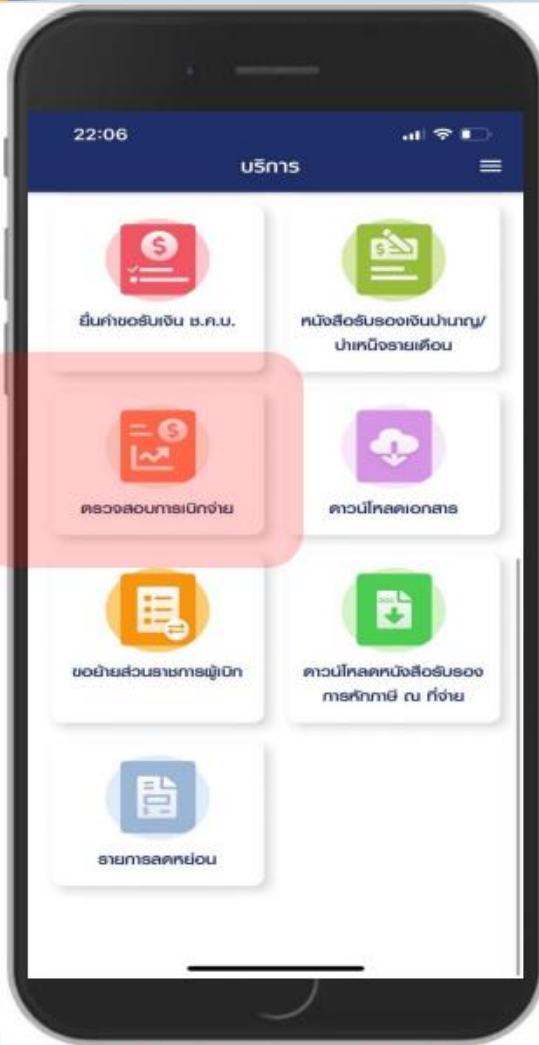 22:06
บริการ
ยื่นคำขอรับเงิน ช.ค.บ.
หนังสือรับรองเงินบำนาญ/
บำเหน็จรายเดือน
ตรวจสอบการเบิกจ่าย
ดาวน์โหลดเอกสาร
ขอย้ายส่วนราชการผู้เบิก
ดาวน์โหลดหนังสือรับรอง
การหักภาษี ณ ที่จ่าย
รายการลดหย่อน